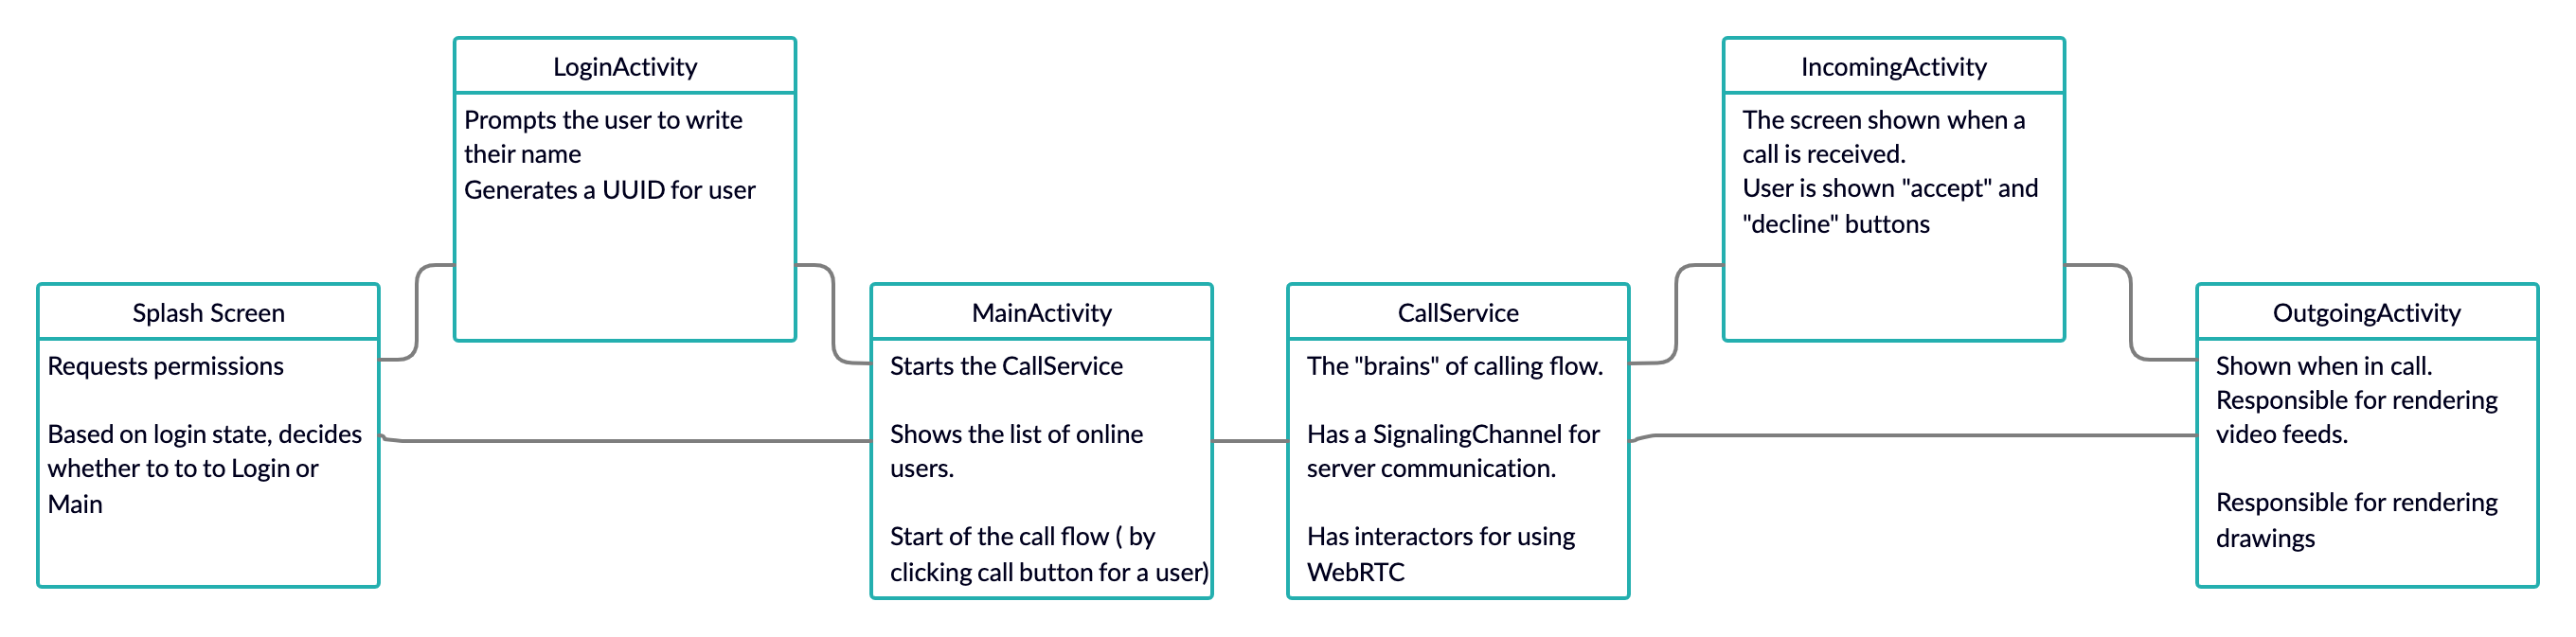 LoginActivity
Prompts the user to write
their name
Generates a UUID for user
IncomingActivity
The screen shown when a
call is received.
User is shown "accept" and
"decline" buttons
Splash Screen
Requests permissions
Based on login state, decides
whether to to to Login or
Main
MainActivity
Starts the CallService
Shows the list of online
users.
Start of the call flow ( by
clicking call button for a user)
CallService
The "brains" of calling flow.
Has a SignalingChannel for
server communication.
Has interactors for using
WebRTC
OutgoingActivity
Shown when in call.
Responsible for rendering
video feeds.
Responsible for rendering
drawings